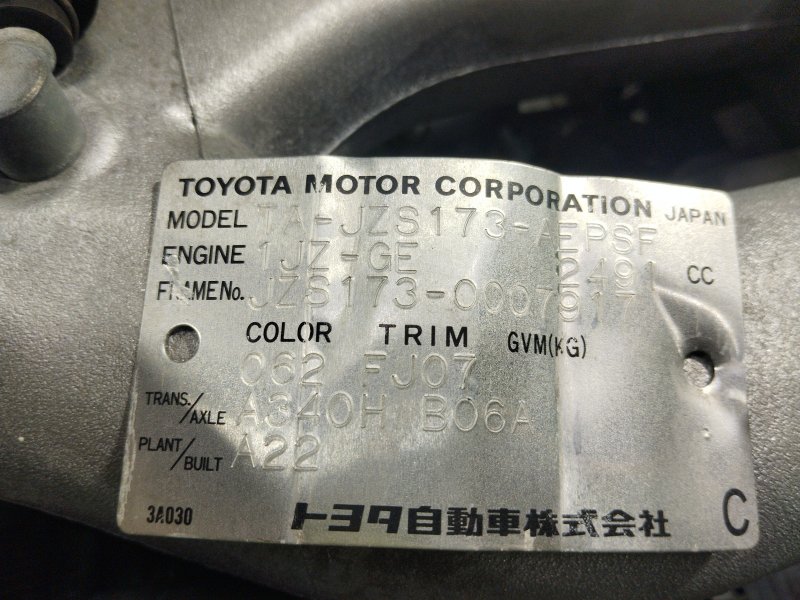 TOYOTA MOTOR CORPORATION JAPAN
MODEL TA-JZS173-AEPSF
ENGINE 1JZ-GE 2491 CC
FRAME No. JZS173-0007517
COLOR TRIM GVM(KG)
062 FJ07
TRANS./AXLE A340H B06A
PLANT/BUILT A22
3A030 トヨタ自動車株式会社 C